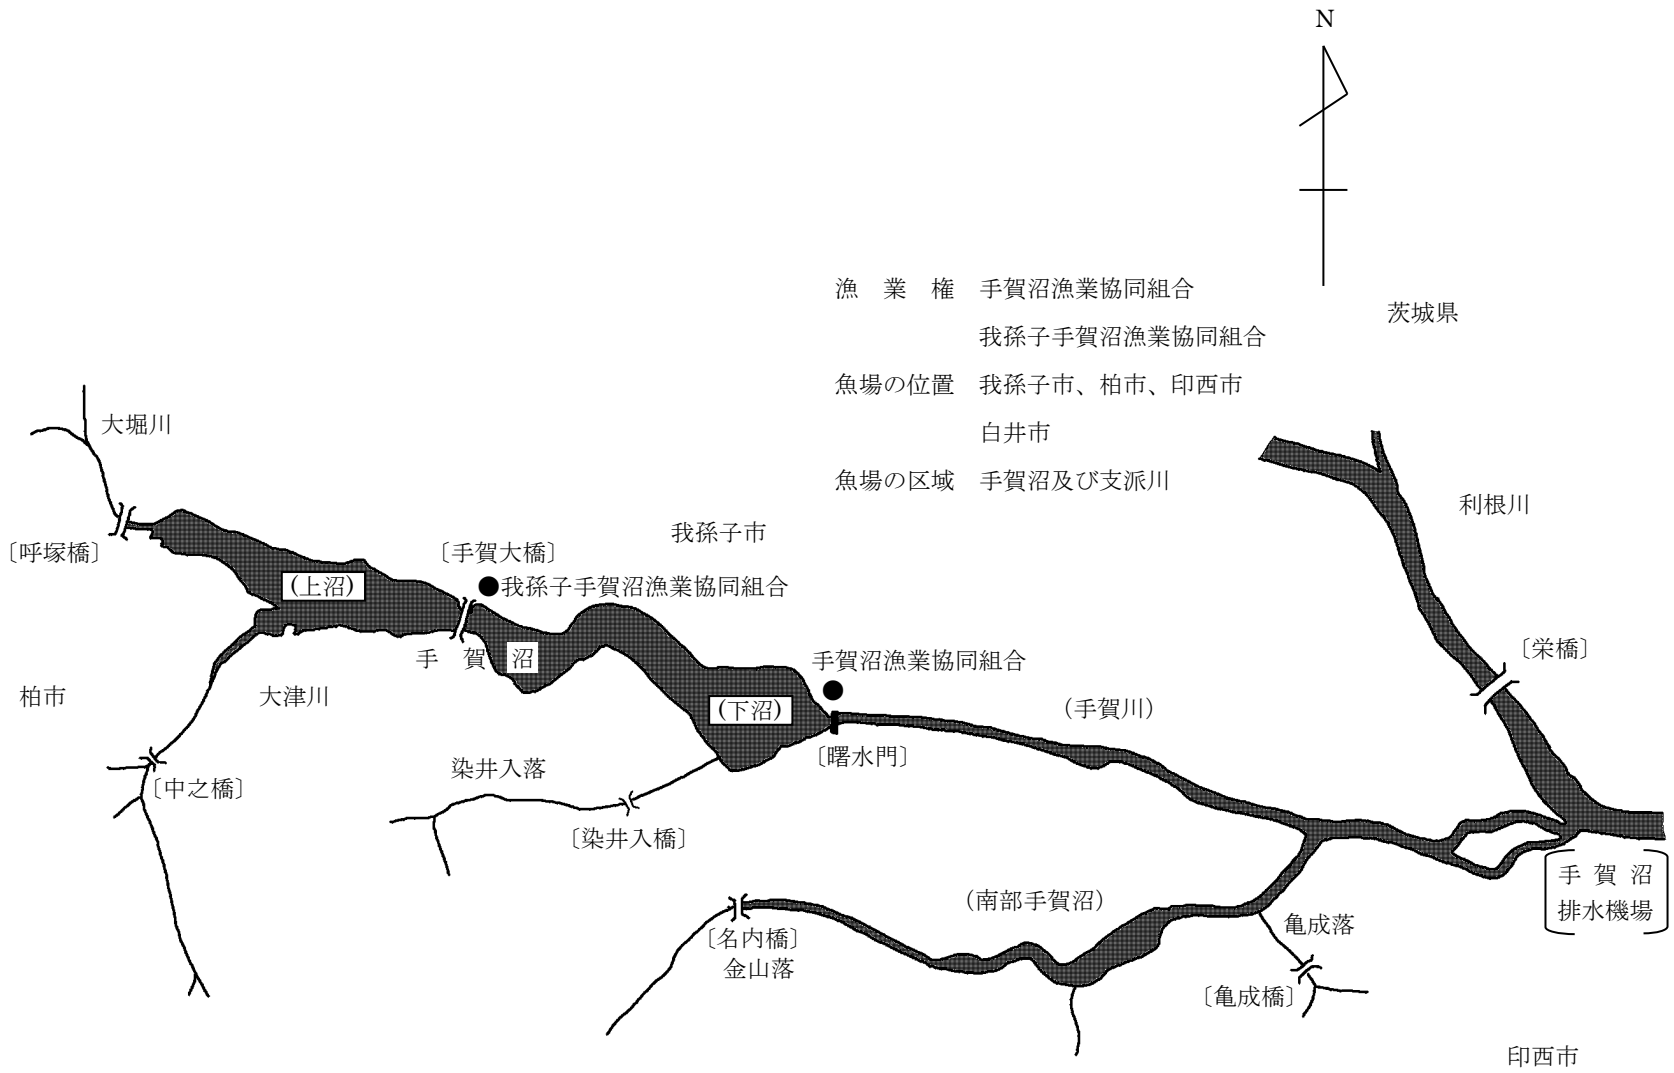 N
漁　業　権　手賀沼漁業協同組合
我孫子手賀沼漁業協同組合
魚場の位置　我孫子市、柏市、印西市
白井市
魚場の区域　手賀沼及び支派川
茨城県
大堀川
利根川
我孫子市
〔呼塚橋〕
〔手賀大橋〕
(上沼)
我孫子手賀沼漁業協同組合
手　賀　沼
手賀沼漁業協同組合
〔栄橋〕
柏市
大津川
(下沼)
（手賀川）
〔曙水門〕
染井入落
〔中之橋〕
〔染井入橋〕
手 賀 沼
排水機場
（南部手賀沼）
亀成落
〔名内橋〕
金山落
〔亀成橋〕
印西市